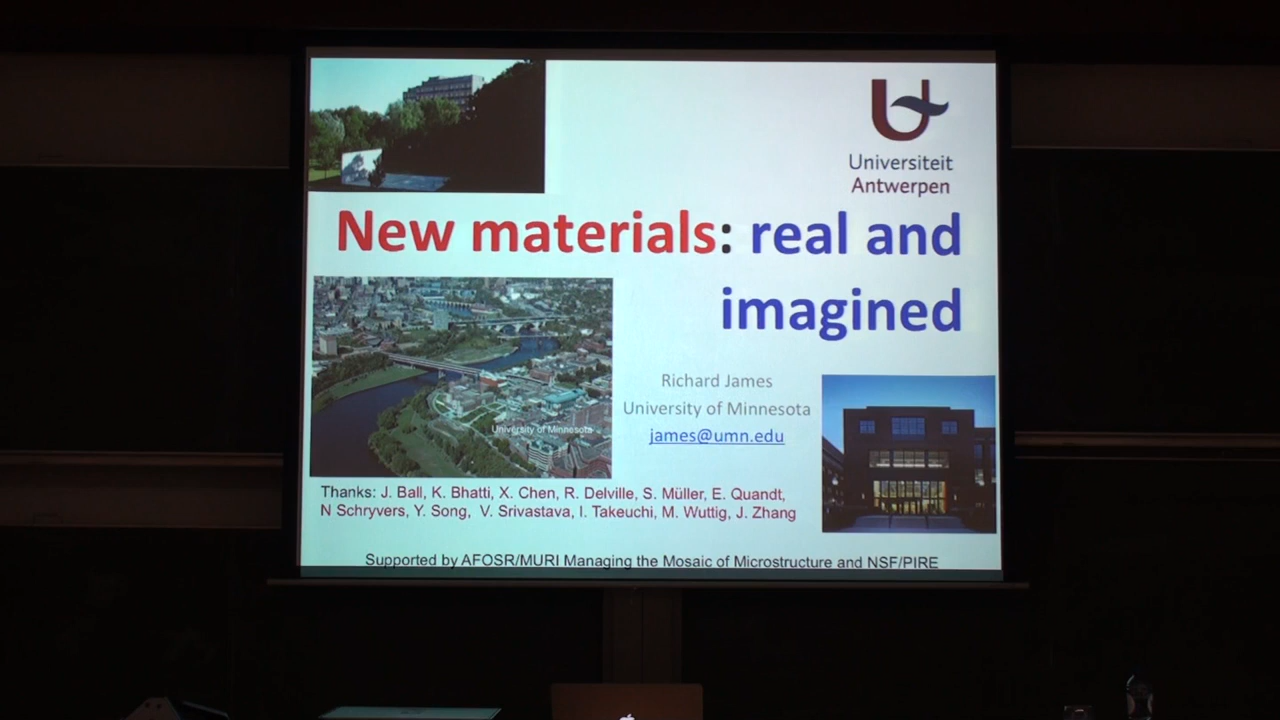 Universiteit
Antwerpen
New materials: real and
imagined
University of Minnesota
Richard James
University of Minnesota
james@umn.edu
Thanks: J. Ball, K. Bhatti, X. Chen, R. Delville, S. Müller, E. Quandt,
N Schryvers, Y. Song, V. Srivastava, I. Takeuchi, M. Wuttig, J. Zhang
Supported by AFOSR/MURI Managing the Mosaic of Microstructure and NSF/PIRE